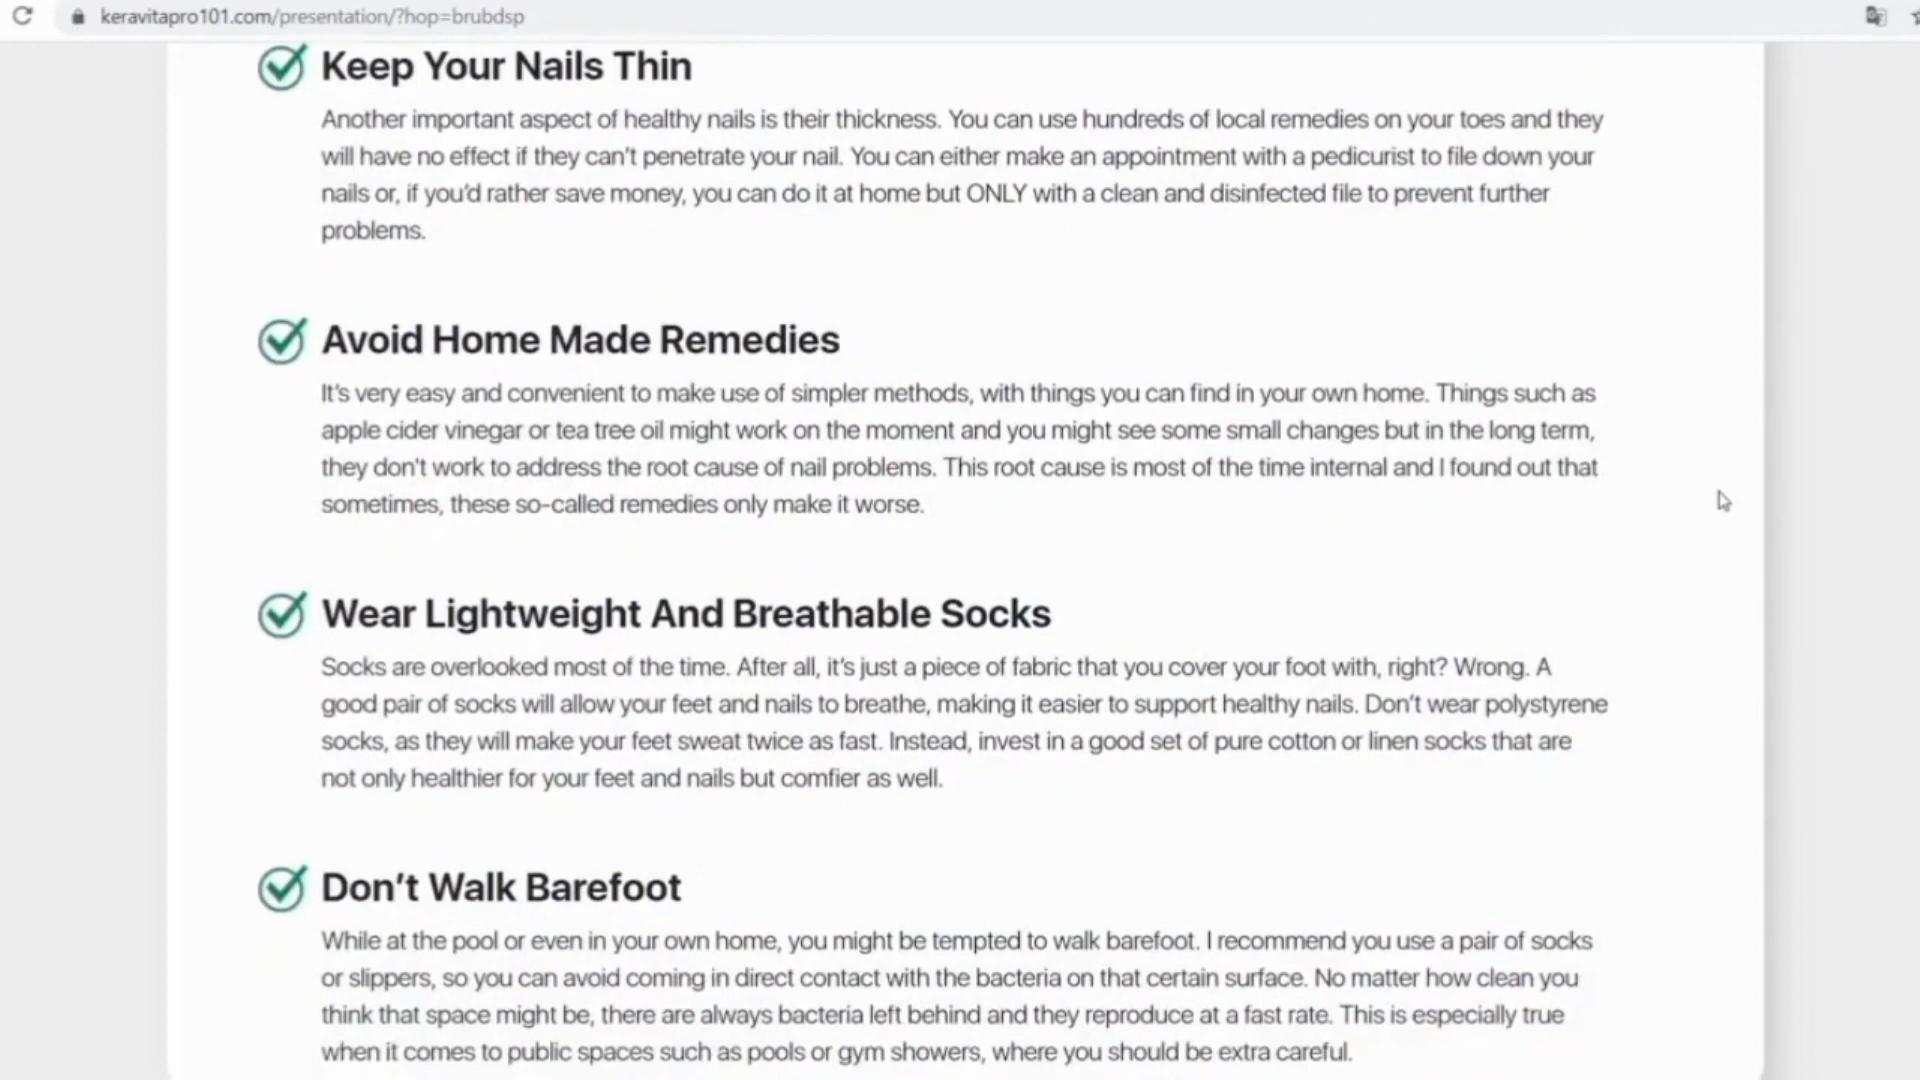 keravitapro101.com/presentation/?hop=brubdsp
Keep Your Nails Thin
Another important aspect of healthy nails is their thickness. You can use hundreds of local remedies on your toes and they
will have no effect if they can't penetrate your nail. You can either make an appointment with a pedicurist to file down your
nails or, if you'd rather save money, you can do it at home but ONLY with a clean and disinfected file to prevent further
problems.
Avoid Home Made Remedies
It's very easy and convenient to make use of simpler methods, with things you can find in your own home. Things such as
apple cider vinegar or tea tree oil might work on the moment and you might see some small changes but in the long term,
they don't work to address the root cause of nail problems. This root cause is most of the time internal and I found out that
sometimes, these so-called remedies only make it worse.
Wear Lightweight And Breathable Socks
Socks are overlooked most of the time. After all, it's just a piece of fabric that you cover your foot with, right? Wrong. A
good pair of socks will allow your feet and nails to breathe, making it easier to support healthy nails. Don't wear polystyrene
socks, as they will make your feet sweat twice as fast. Instead, invest in a good set of pure cotton or linen socks that are
not only healthier for your feet and nails but comfier as well.
Don't Walk Barefoot
While at the pool or even in your own home, you might be tempted to walk barefoot. I recommend you use a pair of socks
or slippers, so you can avoid coming in direct contact with the bacteria on that certain surface. No matter how clean you
think that space might be, there are always bacteria left behind and they reproduce at a fast rate. This is especially true
when it comes to public spaces such as pools or gym showers, where you should be extra careful.